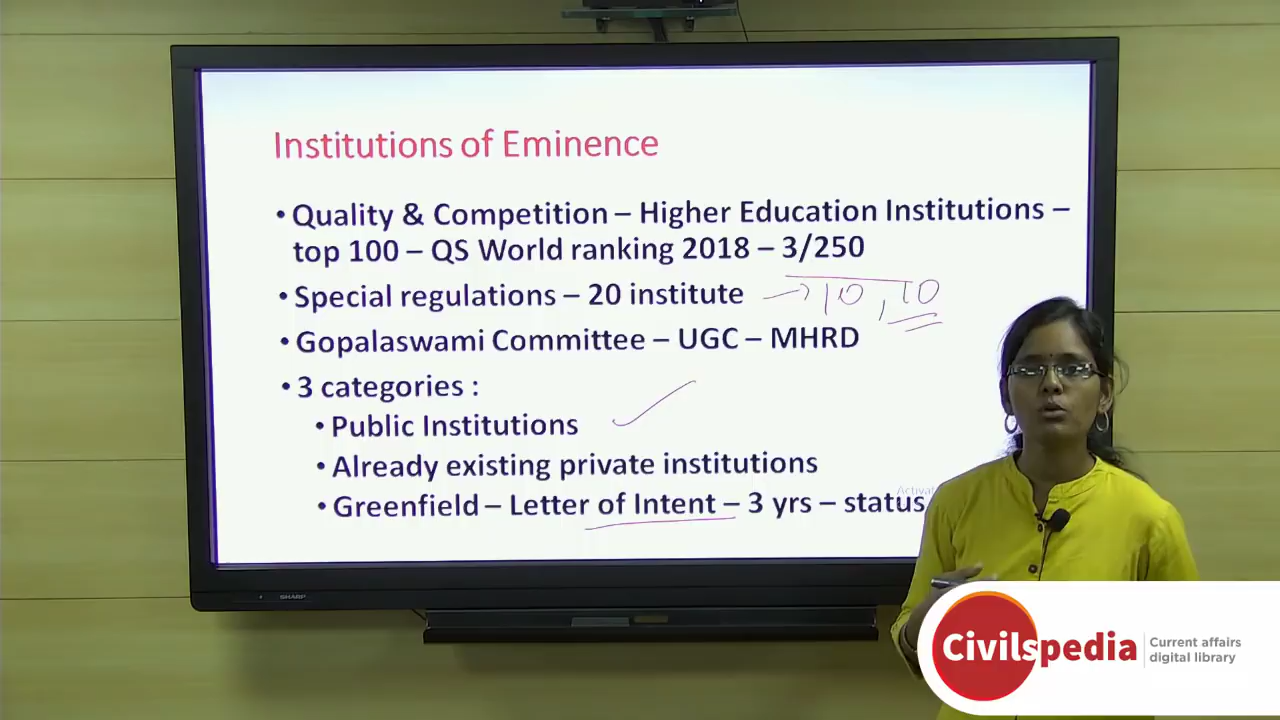 Institutions of Eminence
• Quality & Competition – Higher Education Institutions –
top 100 – QS World ranking 2018 – 3/250
• Special regulations – 20 institute → 10, 10
• Gopalaswami Committee – UGC – MHRD
• 3 categories :
• Public Institutions
• Already existing private institutions
Activat
• Greenfield – Letter of Intent – 3 yrs – status
SHARP
Civilspedia
Current affairs
digital library